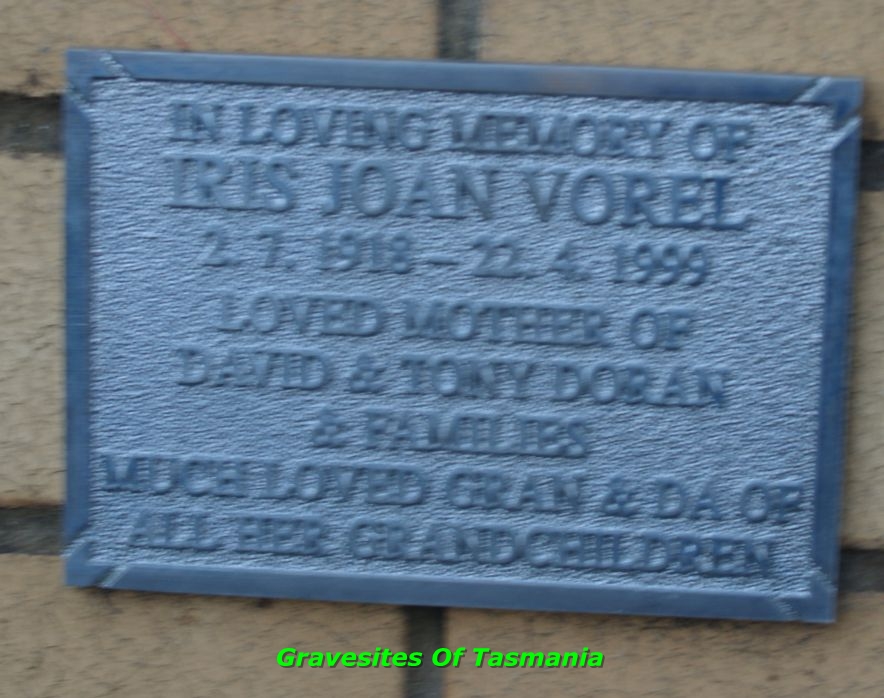 IN LOVING MEMORY OF
IRIS JOAN VOREL
2. 7. 1918 - 22. 4. 1999
LOVED MOTHER OF
DAVID & TONY DORAN
& FAMILIES
MUCH LOVED GRAN & DA OF
ALL HER GRANDCHILDREN
Gravesites Of Tasmania